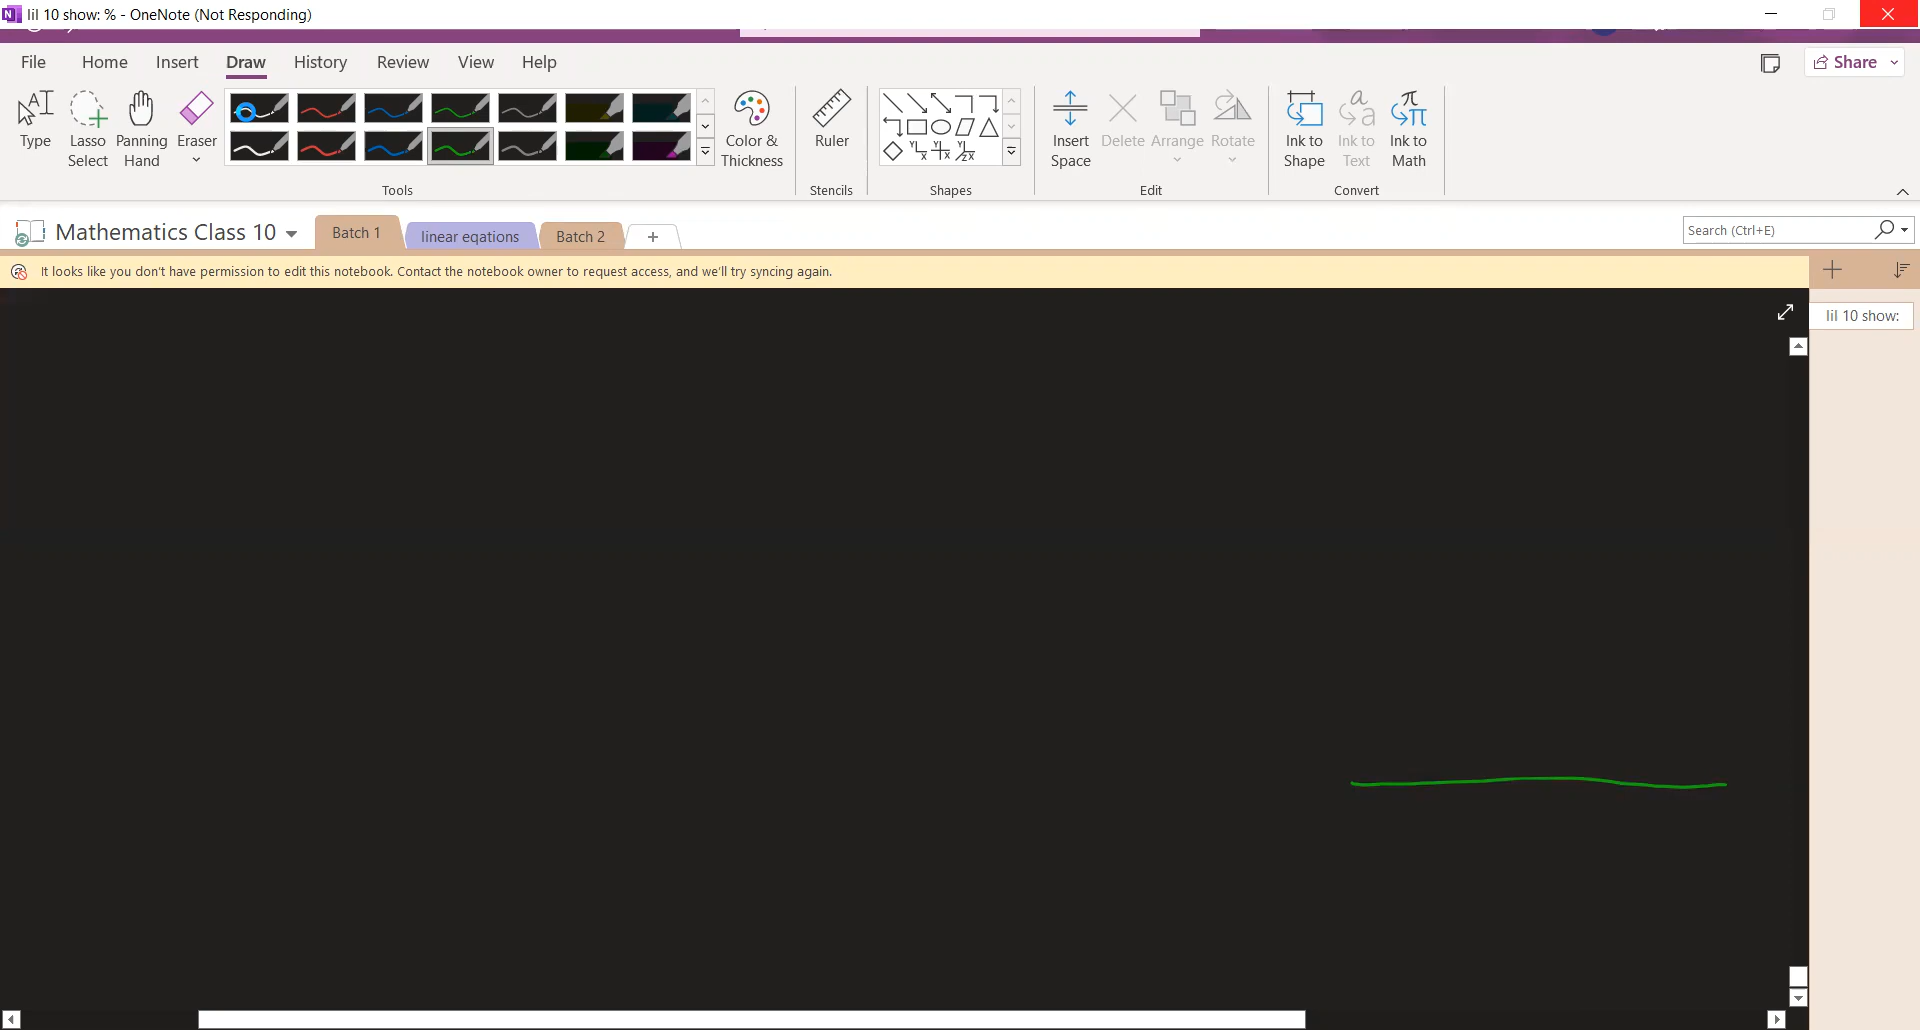 lil 10 show: % - OneNote (Not Responding)
File Home Insert Draw History Review View Help Share
Type Lasso Select Panning Hand Eraser Color & Thickness Ruler Insert Space Delete Arrange Rotate Ink to Shape Ink to Text Ink to Math
Tools Stencils Shapes Edit Convert
Mathematics Class 10 Batch 1 linear eqations Batch 2 Search (Ctrl+E)
It looks like you don't have permission to edit this notebook. Contact the notebook owner to request access, and we'll try syncing again.
lil 10 show: